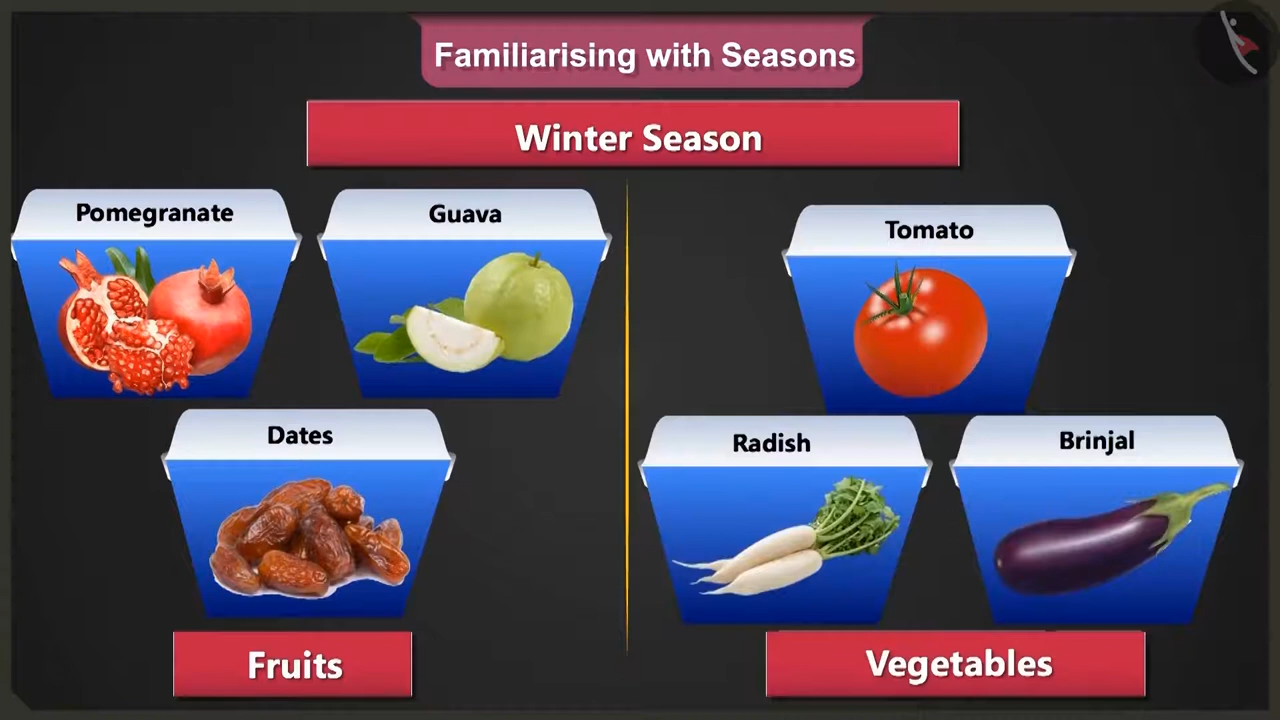 Familiarising with Seasons
Winter Season
Pomegranate
Guava
Dates
Fruits
Tomato
Radish
Brinjal
Vegetables